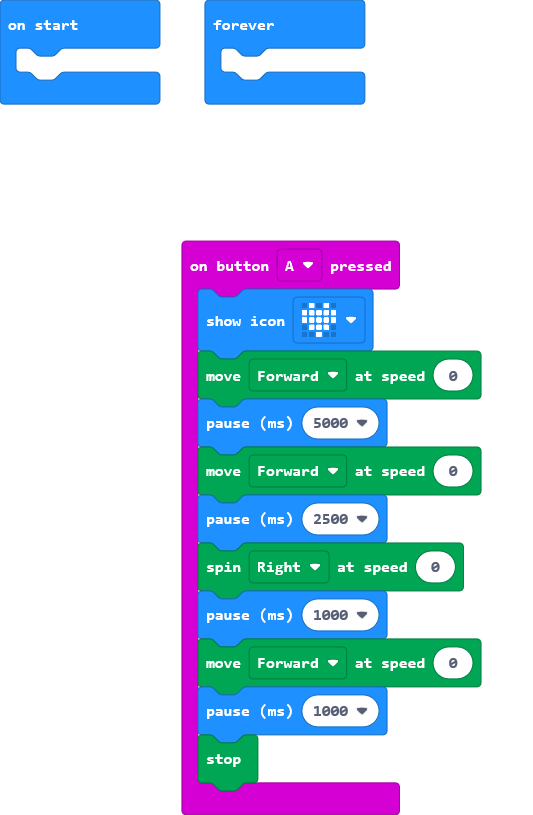 on start
forever
on button A pressed
show icon
move Forward at speed 0
pause (ms) 5000
move Forward at speed 0
pause (ms) 2500
spin Right at speed 0
pause (ms) 1000
move Forward at speed 0
pause (ms) 1000
stop